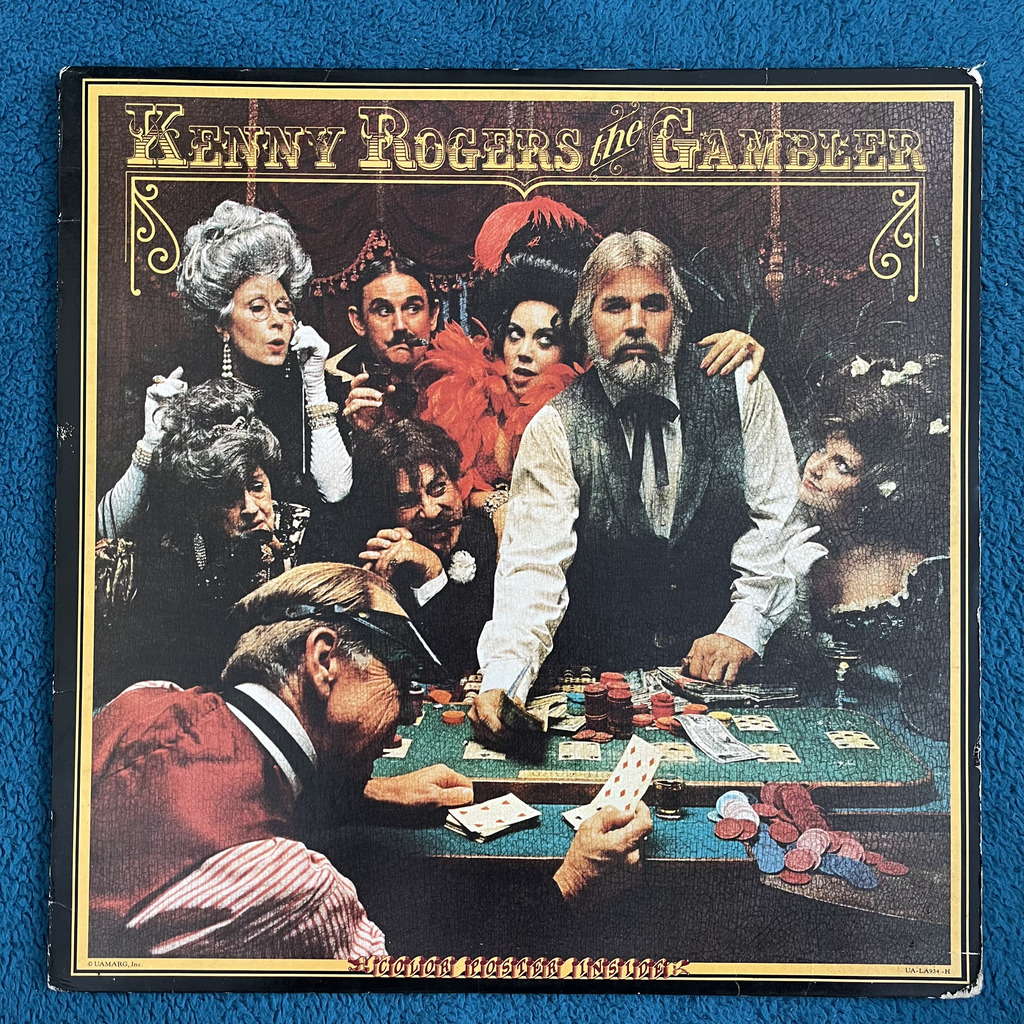 KENNY ROGERS the GAMBLER
© UAMARG, Inc.
COLOR POSTER INSIDE
UA-LA934-H